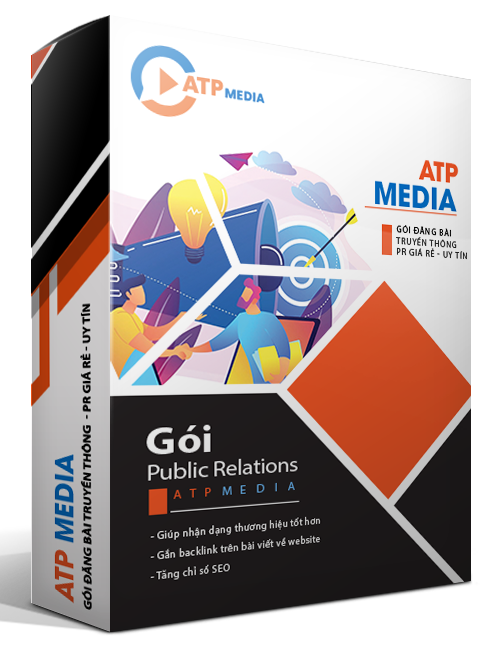 ATP MEDIA
ATP
MEDIA
GÓI ĐĂNG BÀI
TRUYỀN THÔNG
PR GIÁ RẺ - UY TÍN
Gói
Public Relations
ATP MEDIA
- Giúp nhận dạng thương hiệu tốt hơn
- Gắn backlink trên bài viết về website
- Tăng chỉ số SEO
ATP MEDIA
GÓI ĐĂNG BÀI TRUYỀN THÔNG - PR GIÁ RẺ - UY TÍN